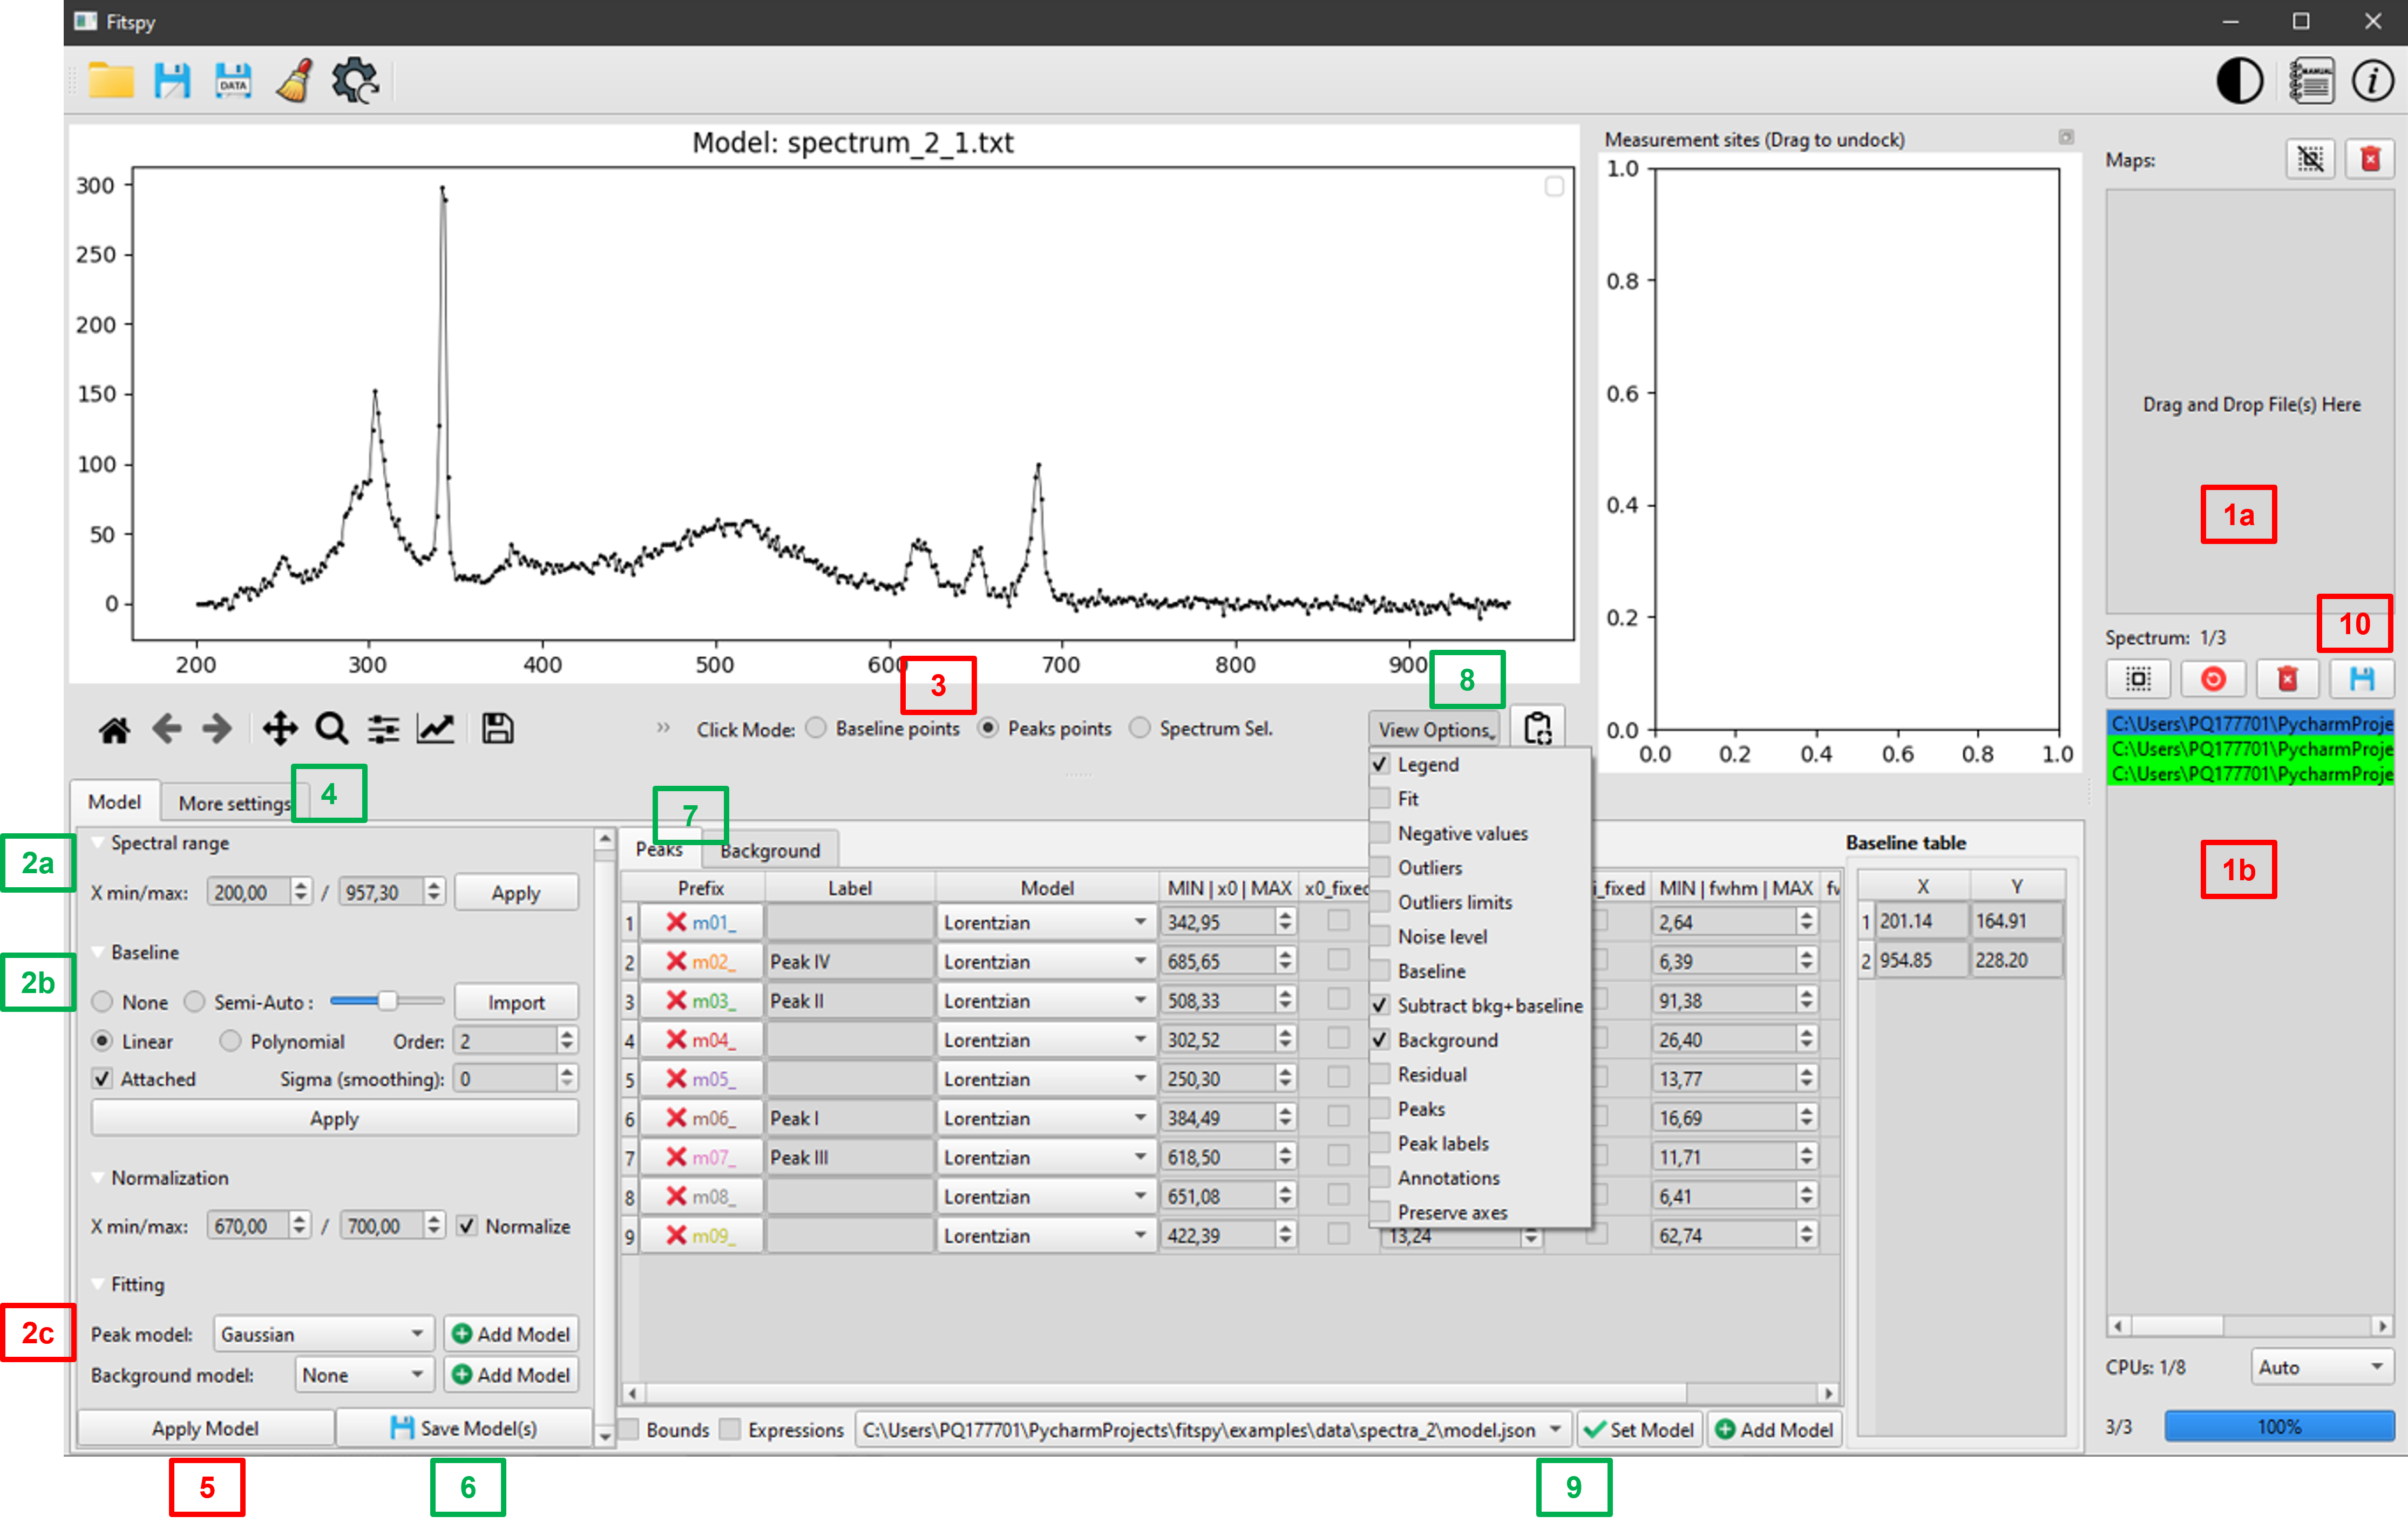 Fitspy
DATA
MANUAL
Model: spectrum_2_1.txt
300
250
200
150
100
50
0
200 300 400 500 600 700 800 900
3
8
Click Mode: Baseline points Peaks points Spectrum Sel.
View Options
Legend
Fit
Negative values
Outliers
Outliers limits
Noise level
Baseline
Subtract bkg+baseline
Background
Residual
Peaks
Peak labels
Annotations
Preserve axes
Measurement sites (Drag to undock)
1.0
0.8
0.6
0.4
0.2
0.0
0.0 0.2 0.4 0.6 0.8 1.0
Maps:
Drag and Drop File(s) Here
1a
10
Spectrum: 1/3
C:\Users\PQ177701\PycharmProje
C:\Users\PQ177701\PycharmProje
C:\Users\PQ177701\PycharmProje
1b
CPUs: 1/8 Auto
3/3 100%
Model More settings
4
2a
Spectral range
X min/max: 200,00 / 957,30 Apply
2b
Baseline
None Semi-Auto : Import
Linear Polynomial Order: 2
Attached Sigma (smoothing): 0
Apply
Normalization
X min/max: 670,00 / 700,00 Normalize
Fitting
2c
Peak model: Gaussian Add Model
Background model: None Add Model
Apply Model Save Model(s)
5
6
7
Peaks Background
Prefix Label Model MIN | x0 | MAX x0_fixed i_fixed MIN | fwhm | MAX fv
1 m01_ Lorentzian 342,95 2,64
2 m02_ Peak IV Lorentzian 685,65 6,39
3 m03_ Peak II Lorentzian 508,33 91,38
4 m04_ Lorentzian 302,52 26,40
5 m05_ Lorentzian 250,30 13,77
6 m06_ Peak I Lorentzian 384,49 16,69
7 m07_ Peak III Lorentzian 618,50 11,71
8 m08_ Lorentzian 651,08 6,41
9 m09_ Lorentzian 422,39 13,24 62,74
Bounds Expressions C:\Users\PQ177701\PycharmProjects\fitspy\examples\data\spectra_2\model.json Set Model Add Model
9
Baseline table
X Y
1 201.14 164.91
2 954.85 228.20